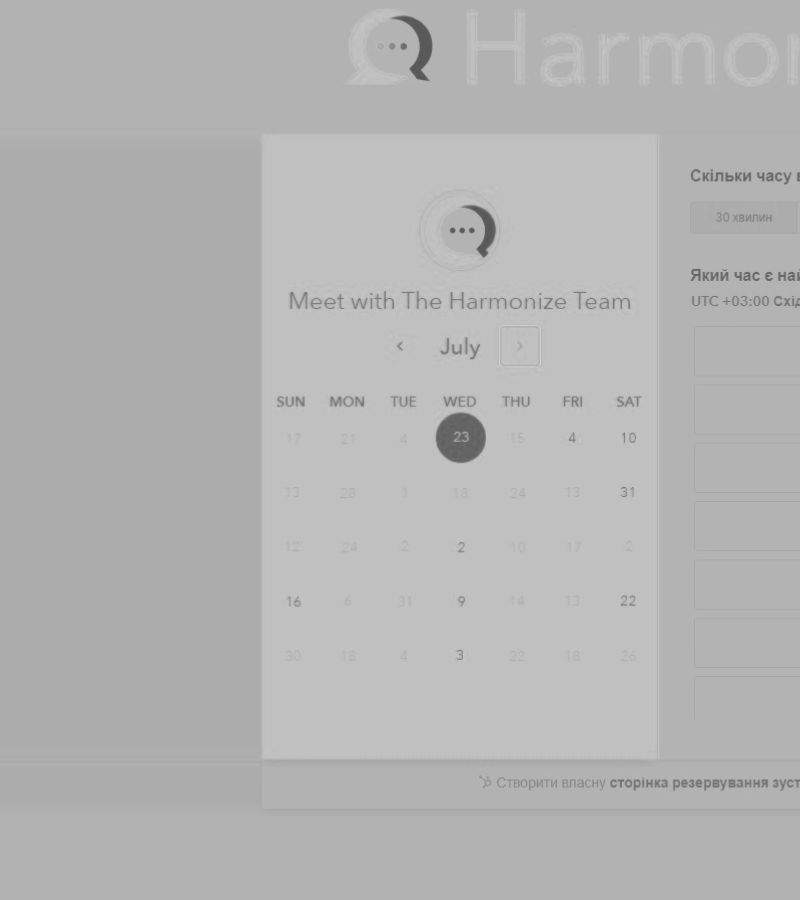 Harmon
Meet with The Harmonize Team
July
SUN MON TUE WED THU FRI SAT
17 21 4 23 15 4 10
13 28 1 18 24 13 31
12 24 2 2 10 17 2
16 6 31 9 14 13 22
30 18 4 3 22 18 26
Скільки часу в
30 хвилин
Який час є най
UTC +03:00 Схід
Створити власну сторінка резервування зуст